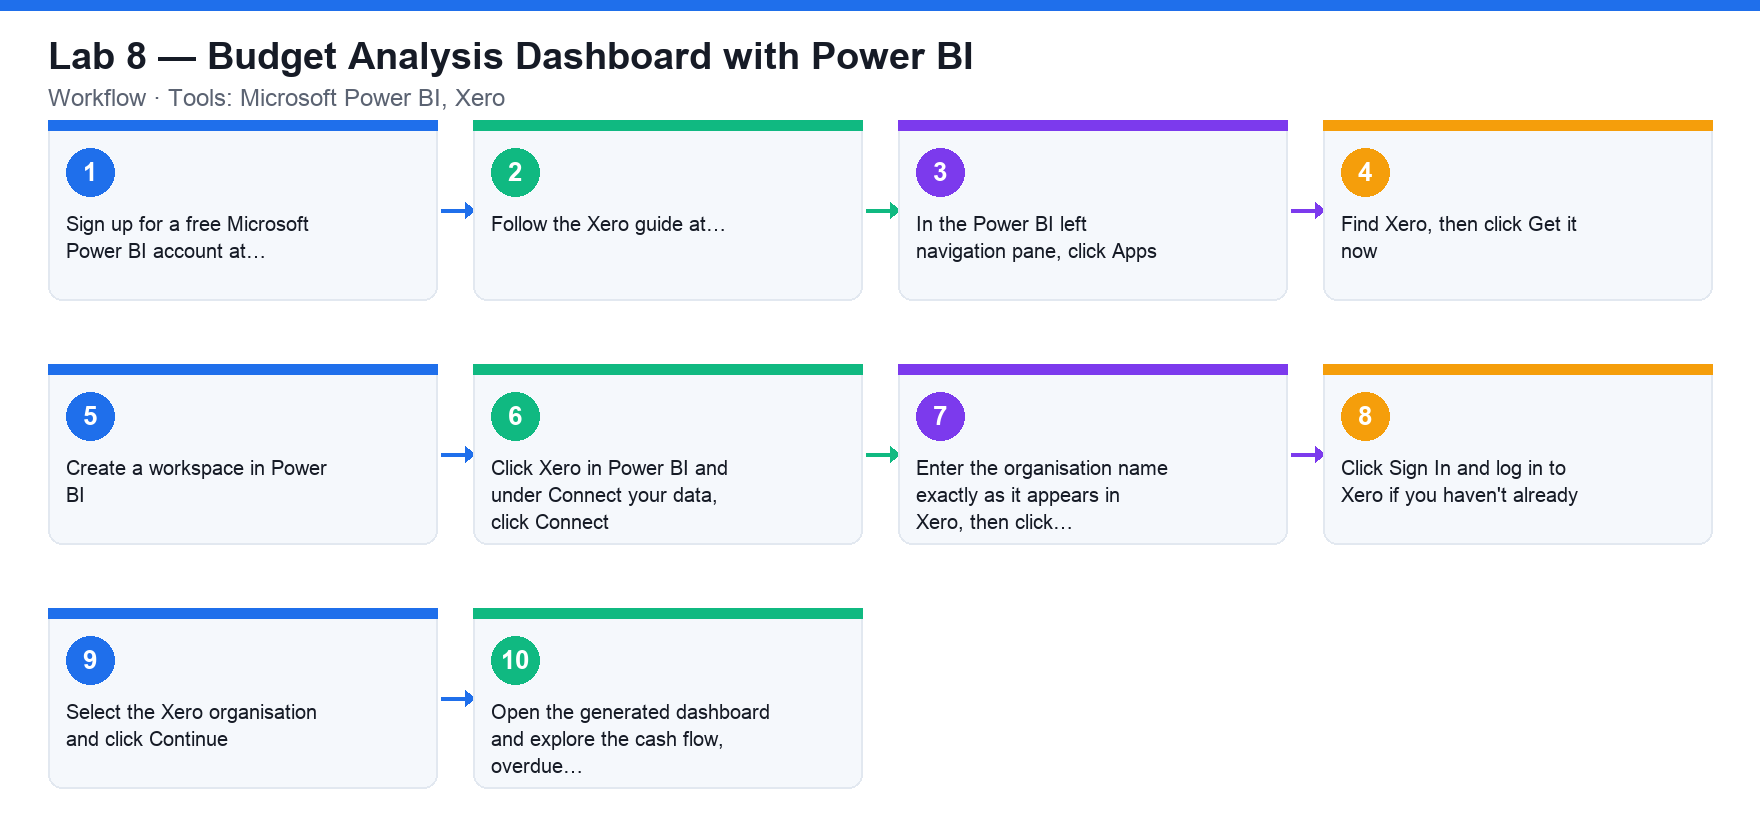 Lab 8 — Budget Analysis Dashboard with Power BI
Workflow · Tools: Microsoft Power BI, Xero
1
Sign up for a free Microsoft
Power BI account at…
2
Follow the Xero guide at…
3
In the Power BI left
navigation pane, click Apps
4
Find Xero, then click Get it
now
5
Create a workspace in Power
BI
6
Click Xero in Power BI and
under Connect your data,
click Connect
7
Enter the organisation name
exactly as it appears in
Xero, then click…
8
Click Sign In and log in to
Xero if you haven't already
9
Select the Xero organisation
and click Continue
10
Open the generated dashboard
and explore the cash flow,
overdue…